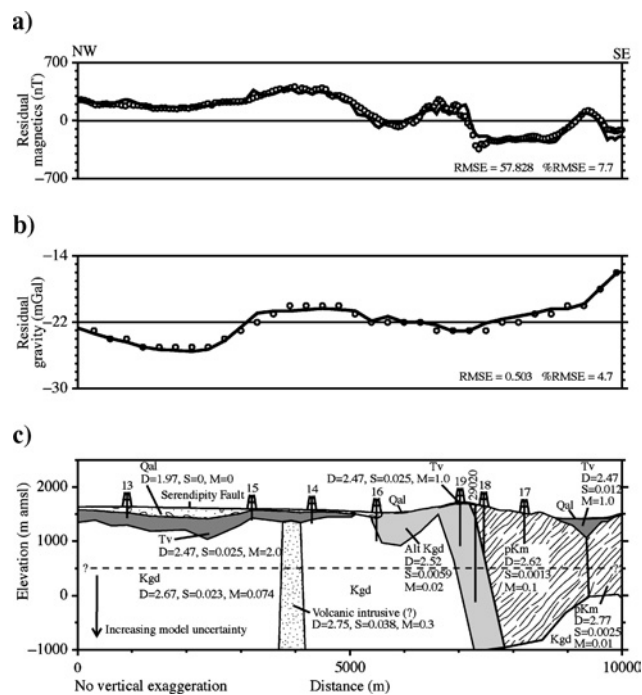 a)
NW
SE
700
0
−700
Residual
magnetics (nT)
RMSE = 57.828 %RMSE = 7.7
b)
−14
−22
−30
Residual
gravity (mGal)
RMSE = 0.503 %RMSE = 4.7
c)
2000
1000
0
−1000
Elevation (m amsl)
13
15
14
16
19
29020
18
17
Qal
D=1.97, S=0, M=0
Serendipity Fault
Tv
D=2.47, S=0.025, M=2.0
Tv
D=2.47, S=0.025, M=1.0
Qal
Tv
D=2.47
S=0.012
M=1.0
Qal
Alt Kgd
D=2.52
S=0.0059
M=0.02
pKm
D=2.62
S=0.0013
M=0.1
?
Kgd
D=2.67, S=0.023, M=0.074
Kgd
Volcanic intrusive (?)
D=2.75, S=0.038, M=0.3
Kgd
pKm
D=2.77
S=0.0025
M=0.01
Increasing model uncertainty
0
5000
10000
No vertical exaggeration
Distance (m)